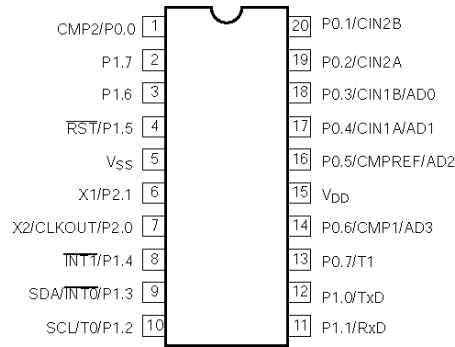 CMP2/P0.0 1 20 P0.1/CIN2B
P1.7 2 19 P0.2/CIN2A
P1.6 3 18 P0.3/CIN1B/AD0
RST/P1.5 4 17 P0.4/CIN1A/AD1
VSS 5 16 P0.5/CMPREF/AD2
X1/P2.1 6 15 VDD
X2/CLKOUT/P2.0 7 14 P0.6/CMP1/AD3
INT1/P1.4 8 13 P0.7/T1
SDA/INT0/P1.3 9 12 P1.0/TxD
SCL/T0/P1.2 10 11 P1.1/RxD